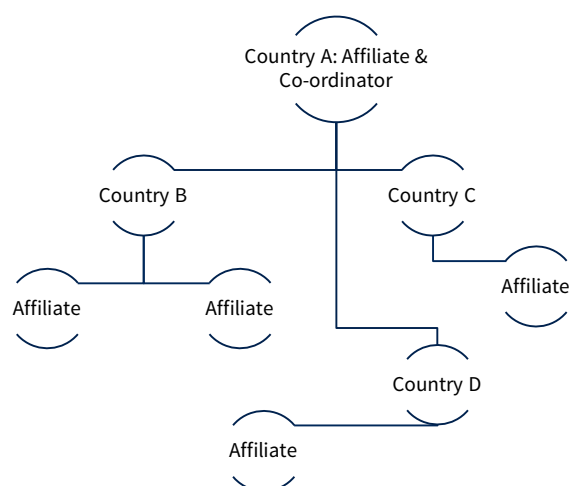 Country A: Affiliate &
Co-ordinator
Country B
Country C
Affiliate
Affiliate
Affiliate
Country D
Affiliate